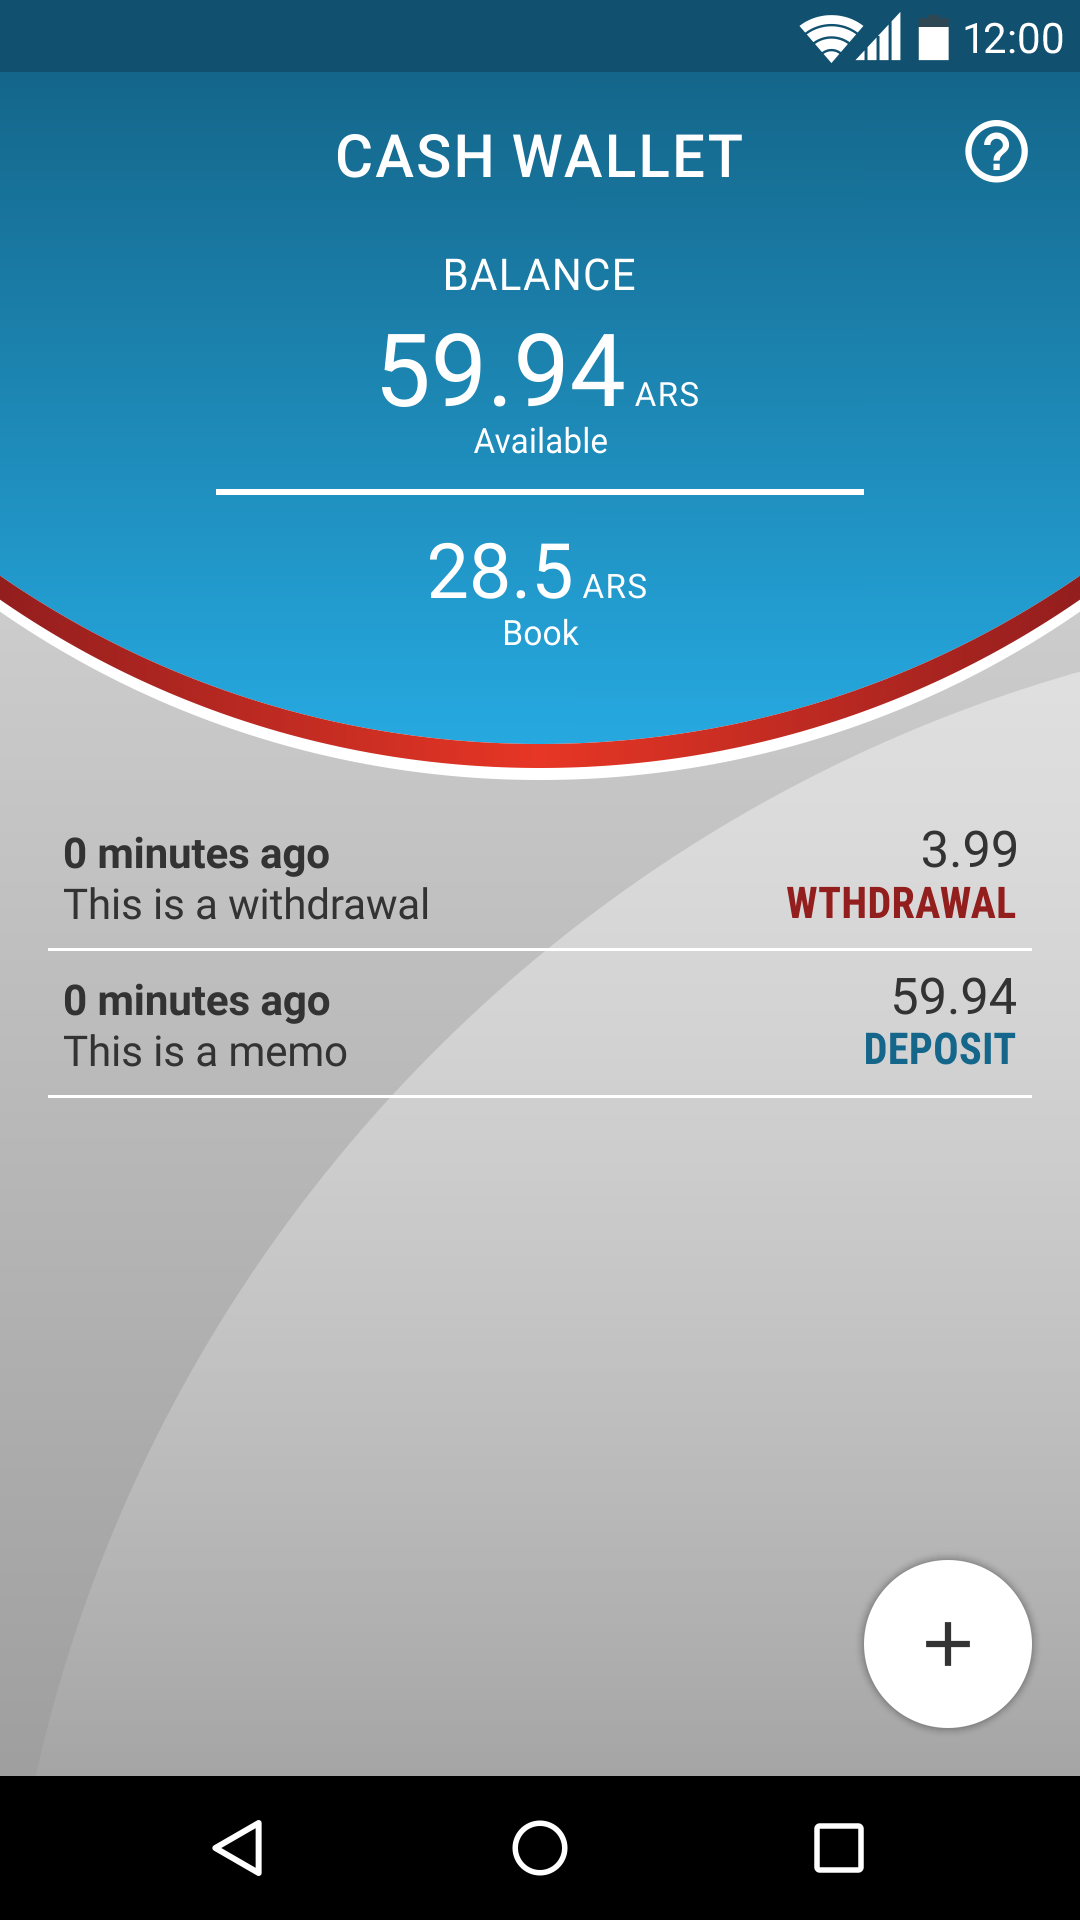 12:00
CASH WALLET
BALANCE
59.94 ARS
Available
28.5 ARS
Book
0 minutes ago 3.99
This is a withdrawal WTHDRAWAL
0 minutes ago 59.94
This is a memo DEPOSIT